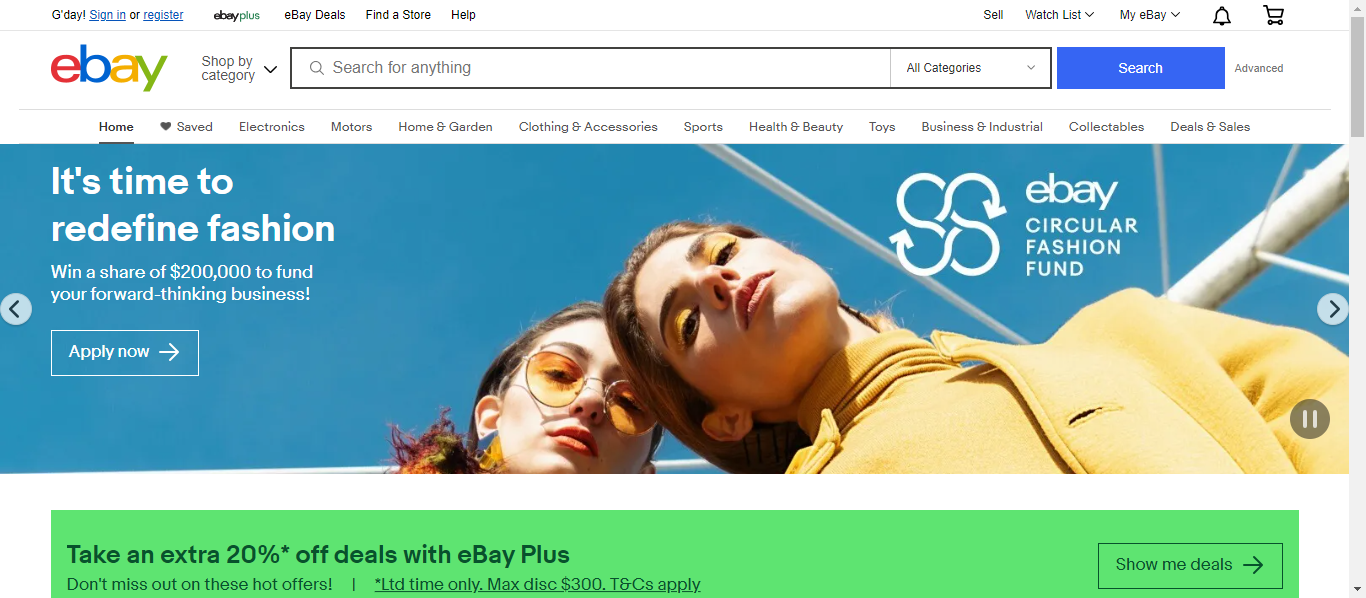 G'day! Sign in or register ebayplus eBay Deals Find a Store Help Sell Watch List My eBay
ebay Shop by category Search for anything All Categories Search Advanced
Home Saved Electronics Motors Home & Garden Clothing & Accessories Sports Health & Beauty Toys Business & Industrial Collectables Deals & Sales
It's time to
redefine fashion
Win a share of $200,000 to fund
your forward-thinking business!
Apply now
ebay
CIRCULAR
FASHION
FUND
Take an extra 20%* off deals with eBay Plus
Don't miss out on these hot offers! | *Ltd time only. Max disc $300. T&Cs apply
Show me deals